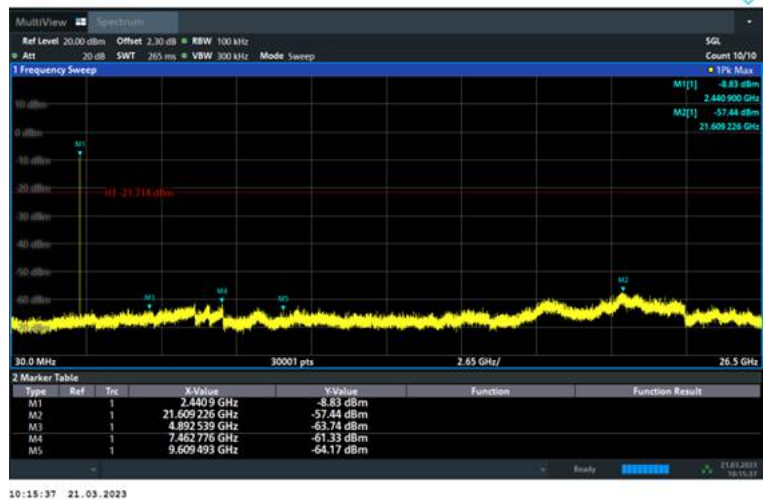 MultiView Spectrum
Ref Level 20.00 dBm Offset 2.30 dB RBW 100 kHz SGL
Att 20 dB SWT 265 ms VBW 300 kHz Mode Sweep Count 10/10
1 Frequency Sweep 1Pk Max
M1[1] -8.83 dBm
2.440 900 GHz
M2[1] -57.44 dBm
21.609 226 GHz
10 dBm
0 dBm
M1
-10 dBm
-20 dBm
H1 -21.714 dBm
-30 dBm
-40 dBm
-50 dBm
M2
M3 M4 M5
-60 dBm
-70 dBm
30.0 MHz 30001 pts 2.65 GHz/ 26.5 GHz
2 Marker Table
Type Ref Trc X-Value Y-Value Function Function Result
M1 1 2.440 9 GHz -8.83 dBm
M2 1 21.609 226 GHz -57.44 dBm
M3 1 4.892 539 GHz -63.74 dBm
M4 1 7.462 776 GHz -61.33 dBm
M5 1 9.609 493 GHz -64.17 dBm
Ready 21.03.2023
10:15:37
10:15:37 21.03.2023